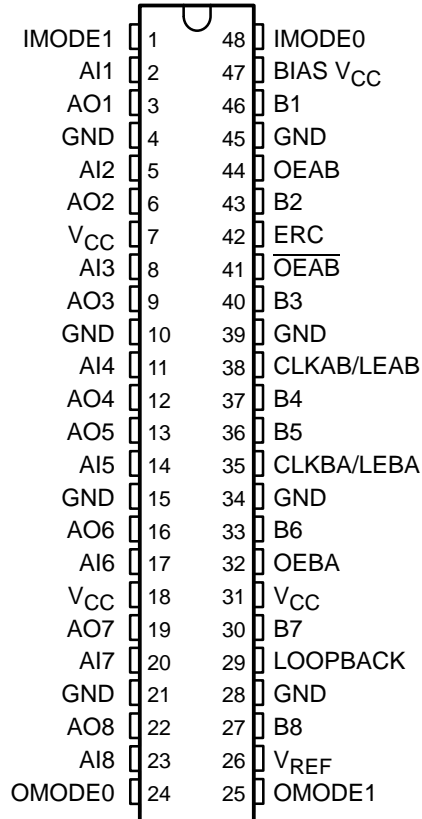 IMODE1 1 48 IMODE0
AI1 2 47 BIAS VCC
AO1 3 46 B1
GND 4 45 GND
AI2 5 44 OEAB
AO2 6 43 B2
VCC 7 42 ERC
AI3 8 41 O̅E̅A̅B̅
AO3 9 40 B3
GND 10 39 GND
AI4 11 38 CLKAB/LEAB
AO4 12 37 B4
AO5 13 36 B5
AI5 14 35 CLKBA/LEBA
GND 15 34 GND
AO6 16 33 B6
AI6 17 32 OEBA
VCC 18 31 VCC
AO7 19 30 B7
AI7 20 29 LOOPBACK
GND 21 28 GND
AO8 22 27 B8
AI8 23 26 VREF
OMODE0 24 25 OMODE1